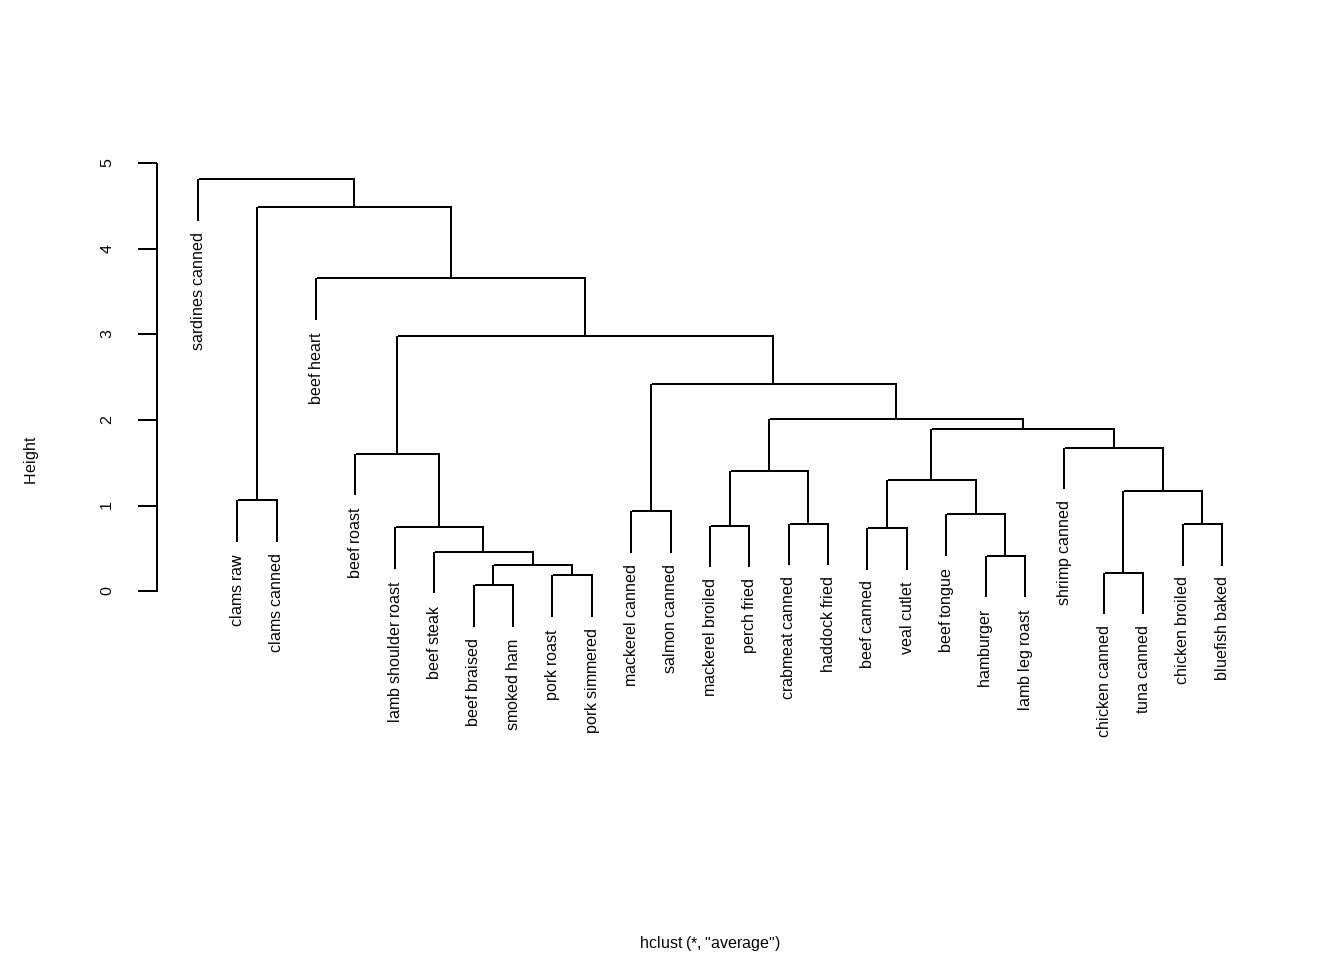 Height
5
4
3
2
1
0
sardines canned
clams raw
clams canned
beef heart
beef roast
lamb shoulder roast
beef steak
beef braised
smoked ham
pork roast
pork simmered
mackerel canned
salmon canned
mackerel broiled
perch fried
crabmeat canned
haddock fried
beef canned
veal cutlet
beef tongue
hamburger
lamb leg roast
shrimp canned
chicken canned
tuna canned
chicken broiled
bluefish baked
hclust (*, "average")